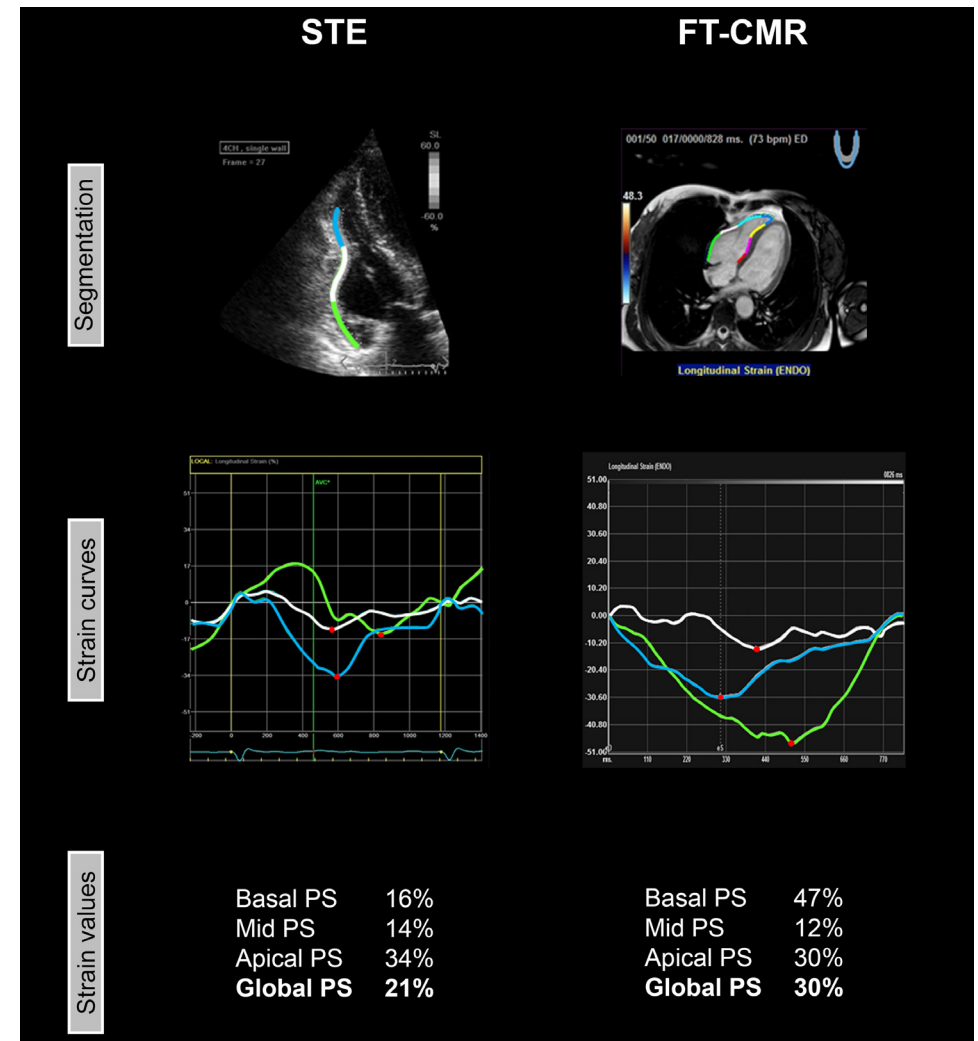 STE FT-CMR
Segmentation
4CH , single wall
Frame = 27
SL
60.0
-60.0
%
001/50 017/0000/828 ms. (73 bpm) ED
48.3
Longitudinal Strain (ENDO)
Strain curves
LOCAL: Longitudinal Strain (%)
AVC*
51
34
17
0
-17
-34
-51
-200 0 200 400 600 800 1000 1200 1400
Longitudinal Strain (ENDO)
0826 ms
51.00
40.80
30.60
20.40
10.20
0.00
-10.20
-20.40
-30.60
-40.80
-51.00
eS
ms. 110 220 330 440 550 660 770
Strain values
Basal PS 16%
Mid PS 14%
Apical PS 34%
Global PS 21%
Basal PS 47%
Mid PS 12%
Apical PS 30%
Global PS 30%